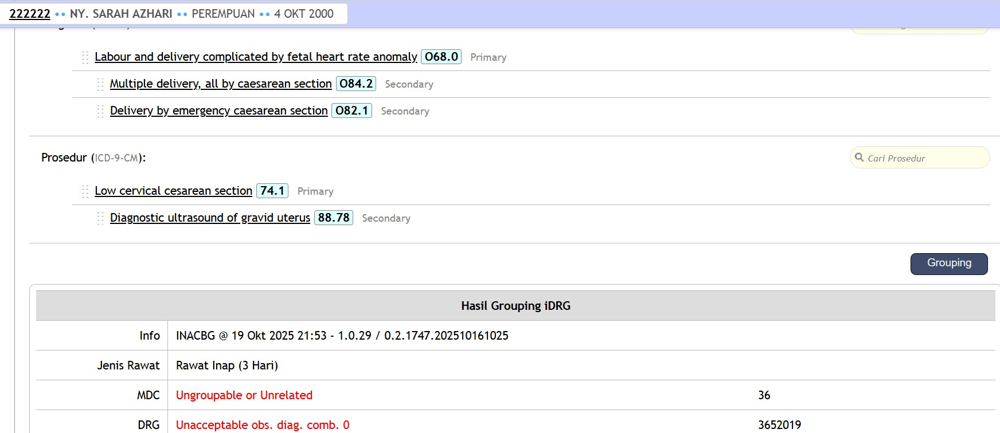 222222 •• NY. SARAH AZHARI •• PEREMPUAN •• 4 OKT 2000
Labour and delivery complicated by fetal heart rate anomaly O68.0 Primary
Multiple delivery, all by caesarean section O84.2 Secondary
Delivery by emergency caesarean section O82.1 Secondary
Prosedur (ICD-9-CM): Cari Prosedur
Low cervical cesarean section 74.1 Primary
Diagnostic ultrasound of gravid uterus 88.78 Secondary
Grouping
Hasil Grouping iDRG
Info INACBG @ 19 Okt 2025 21:53 - 1.0.29 / 0.2.1747.202510161025
Jenis Rawat Rawat Inap (3 Hari)
MDC Ungroupable or Unrelated 36
DRG Unacceptable obs. diag. comb. 0 3652019